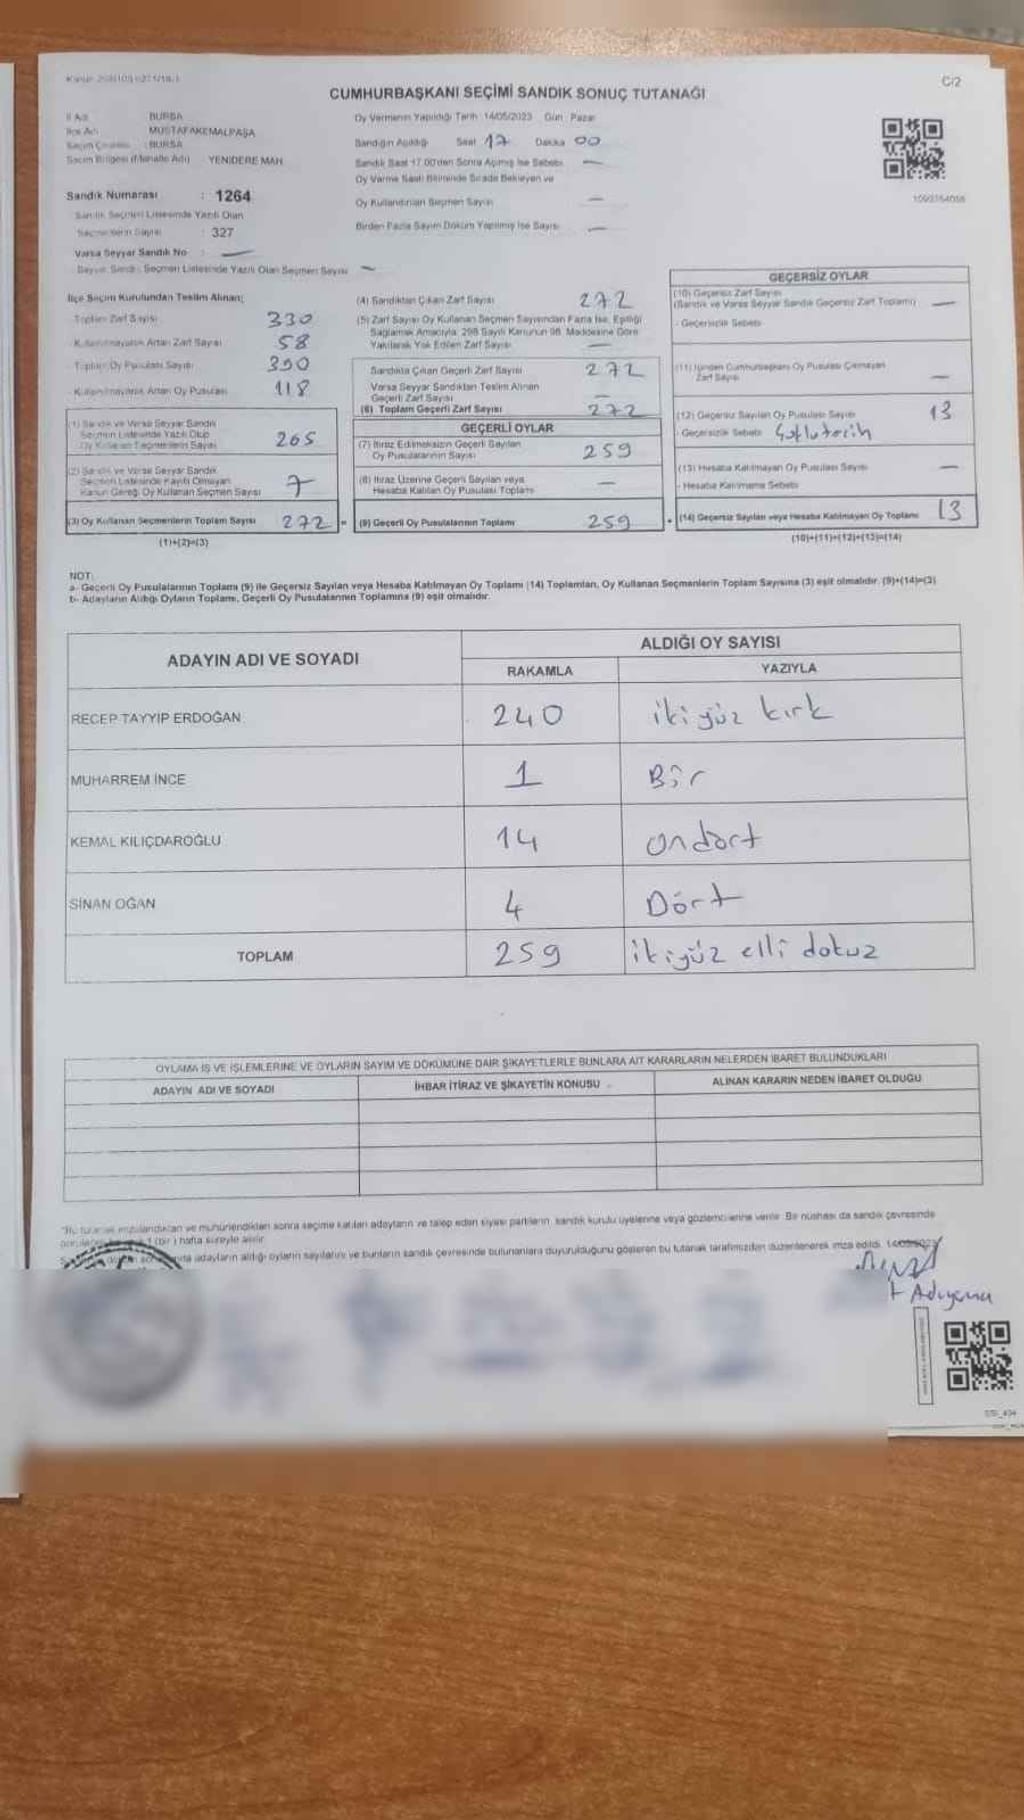 C/2
CUMHURBAŞKANI SEÇİMİ SANDIK SONUÇ TUTANAĞI
İl Adı : BURSA
İlçe Adı : MUSTAFAKEMALPAŞA
Seçim Çevresi : BURSA
Seçim Bölgesi (Mahalle Adı) YENİDERE MAH
Sandık Numarası : 1264
Sandık Seçmen Listesinde Yazılı Olan
Seçmenlerin Sayısı : 327
Varsa Seyyar Sandık No : —
Seyyar Sandık Seçmen Listesinde Yazılı Olan Seçmen Sayısı —
Oy Vermenin Yapıldığı Tarih 14/05/2023 Gün Pazar
Sandığın Açıldığı Saat 17 Dakika 00
Sandık Saat 17.00'den Sonra Açılmış İse Sebebi —
Oy Verme Saati Bitiminde Sırada Bekleyen ve
Oy Kullandırılan Seçmen Sayısı —
Birden Fazla Sayım Döküm Yapılmış İse Sayısı —
İlçe Seçim Kurulundan Teslim Alınan;
Toplam Zarf Sayısı 330
Kullanılmayarak Artan Zarf Sayısı 58
Toplam Oy Pusulası Sayısı 390
Kullanılmayarak Artan Oy Pusulası 118
(1) Sandık ve Varsa Seyyar Sandık
Seçmen Listesinde Yazılı Olup
Oy Kullanan Seçmenlerin Sayısı 265
(2) Sandık ve Varsa Seyyar Sandık
Seçmen Listesinde Kayıtlı Olmayan
Kanun Gereği Oy Kullanan Seçmen Sayısı 7
(3) Oy Kullanan Seçmenlerin Toplam Sayısı 272 =
(1)+(2)=(3)
(4) Sandıktan Çıkan Zarf Sayısı 272
(5) Zarf Sayısı Oy Kullanan Seçmen Sayısından Fazla İse, Eşitliği
Sağlamak Amacıyla 298 Sayılı Kanunun 98. Maddesine Göre
Yakılarak Yok Edilen Zarf Sayısı —
Sandıkta Çıkan Geçerli Zarf Sayısı 272
Varsa Seyyar Sandıktan Teslim Alınan
Geçerli Zarf Sayısı —
(6) Toplam Geçerli Zarf Sayısı 272
GEÇERLİ OYLAR
(7) İtiraz Edilmeksizin Geçerli Sayılan
Oy Pusulalarının Sayısı 259
(8) İtiraz Üzerine Geçerli Sayılan veya
Hesaba Katılan Oy Pusulası Toplamı —
(9) Geçerli Oy Pusulalarının Toplamı 259
GEÇERSİZ OYLAR
(10) Geçersiz Zarf Sayısı
(Sandık ve Varsa Seyyar Sandık Geçersiz Zarf Toplamı) —
- Geçersizlik Sebebi
(11) İçinden Cumhurbaşkanı Oy Pusulası Çıkmayan
Zarf Sayısı —
(12) Geçersiz Sayılan Oy Pusulası Sayısı 13
- Geçersizlik Sebebi Çoklu tercih
(13) Hesaba Katılmayan Oy Pusulası Sayısı —
- Hesaba Katılmama Sebebi
+ (14) Geçersiz Sayılan veya Hesaba Katılmayan Oy Toplamı 13
(10)+(11)+(12)+(13)=(14)
NOT:
a- Geçerli Oy Pusulalarının Toplamı (9) ile Geçersiz Sayılan veya Hesaba Katılmayan Oy Toplamı (14) Toplamları, Oy Kullanan Seçmenlerin Toplam Sayısına (3) eşit olmalıdır. (9)+(14)=(3)
b- Adayların Aldığı Oyların Toplamı, Geçerli Oy Pusulalarının Toplamına (9) eşit olmalıdır.
ADAYIN ADI VE SOYADI
ALDIĞI OY SAYISI
RAKAMLA YAZIYLA
RECEP TAYYIP ERDOĞAN 240 iki yüz kırk
MUHARREM İNCE 1 Bir
KEMAL KILIÇDAROĞLU 14 ondört
SİNAN OĞAN 4 Dört
TOPLAM 259 ikiyüz elli dokuz
OYLAMA İŞ VE İŞLEMLERİNE VE OYLARIN SAYIM VE DÖKÜMÜNE DAİR ŞİKAYETLERLE BUNLARA AİT KARARLARIN NELERDEN İBARET BULUNDUKLARI
ADAYIN ADI VE SOYADI İHBAR İTİRAZ VE ŞİKAYETİN KONUSU ALINAN KARARIN NEDEN İBARET OLDUĞU
*Bu tutanak imzalandıktan ve mühürlendikten sonra seçime katılan adayların ve talep eden siyasi partilerin sandık kurulu üyelerine veya gözlemcilerine verilir. Bir nüshası da sandık çevresinde
1 (bir) hafta süreyle asılır.
adayların aldığı oyların sayılarını ve bunların sandık çevresinde bulunanlara duyurulduğunu gösteren bu tutanak tarafımızdan düzenlenerek imza edildi. 14/05/2023